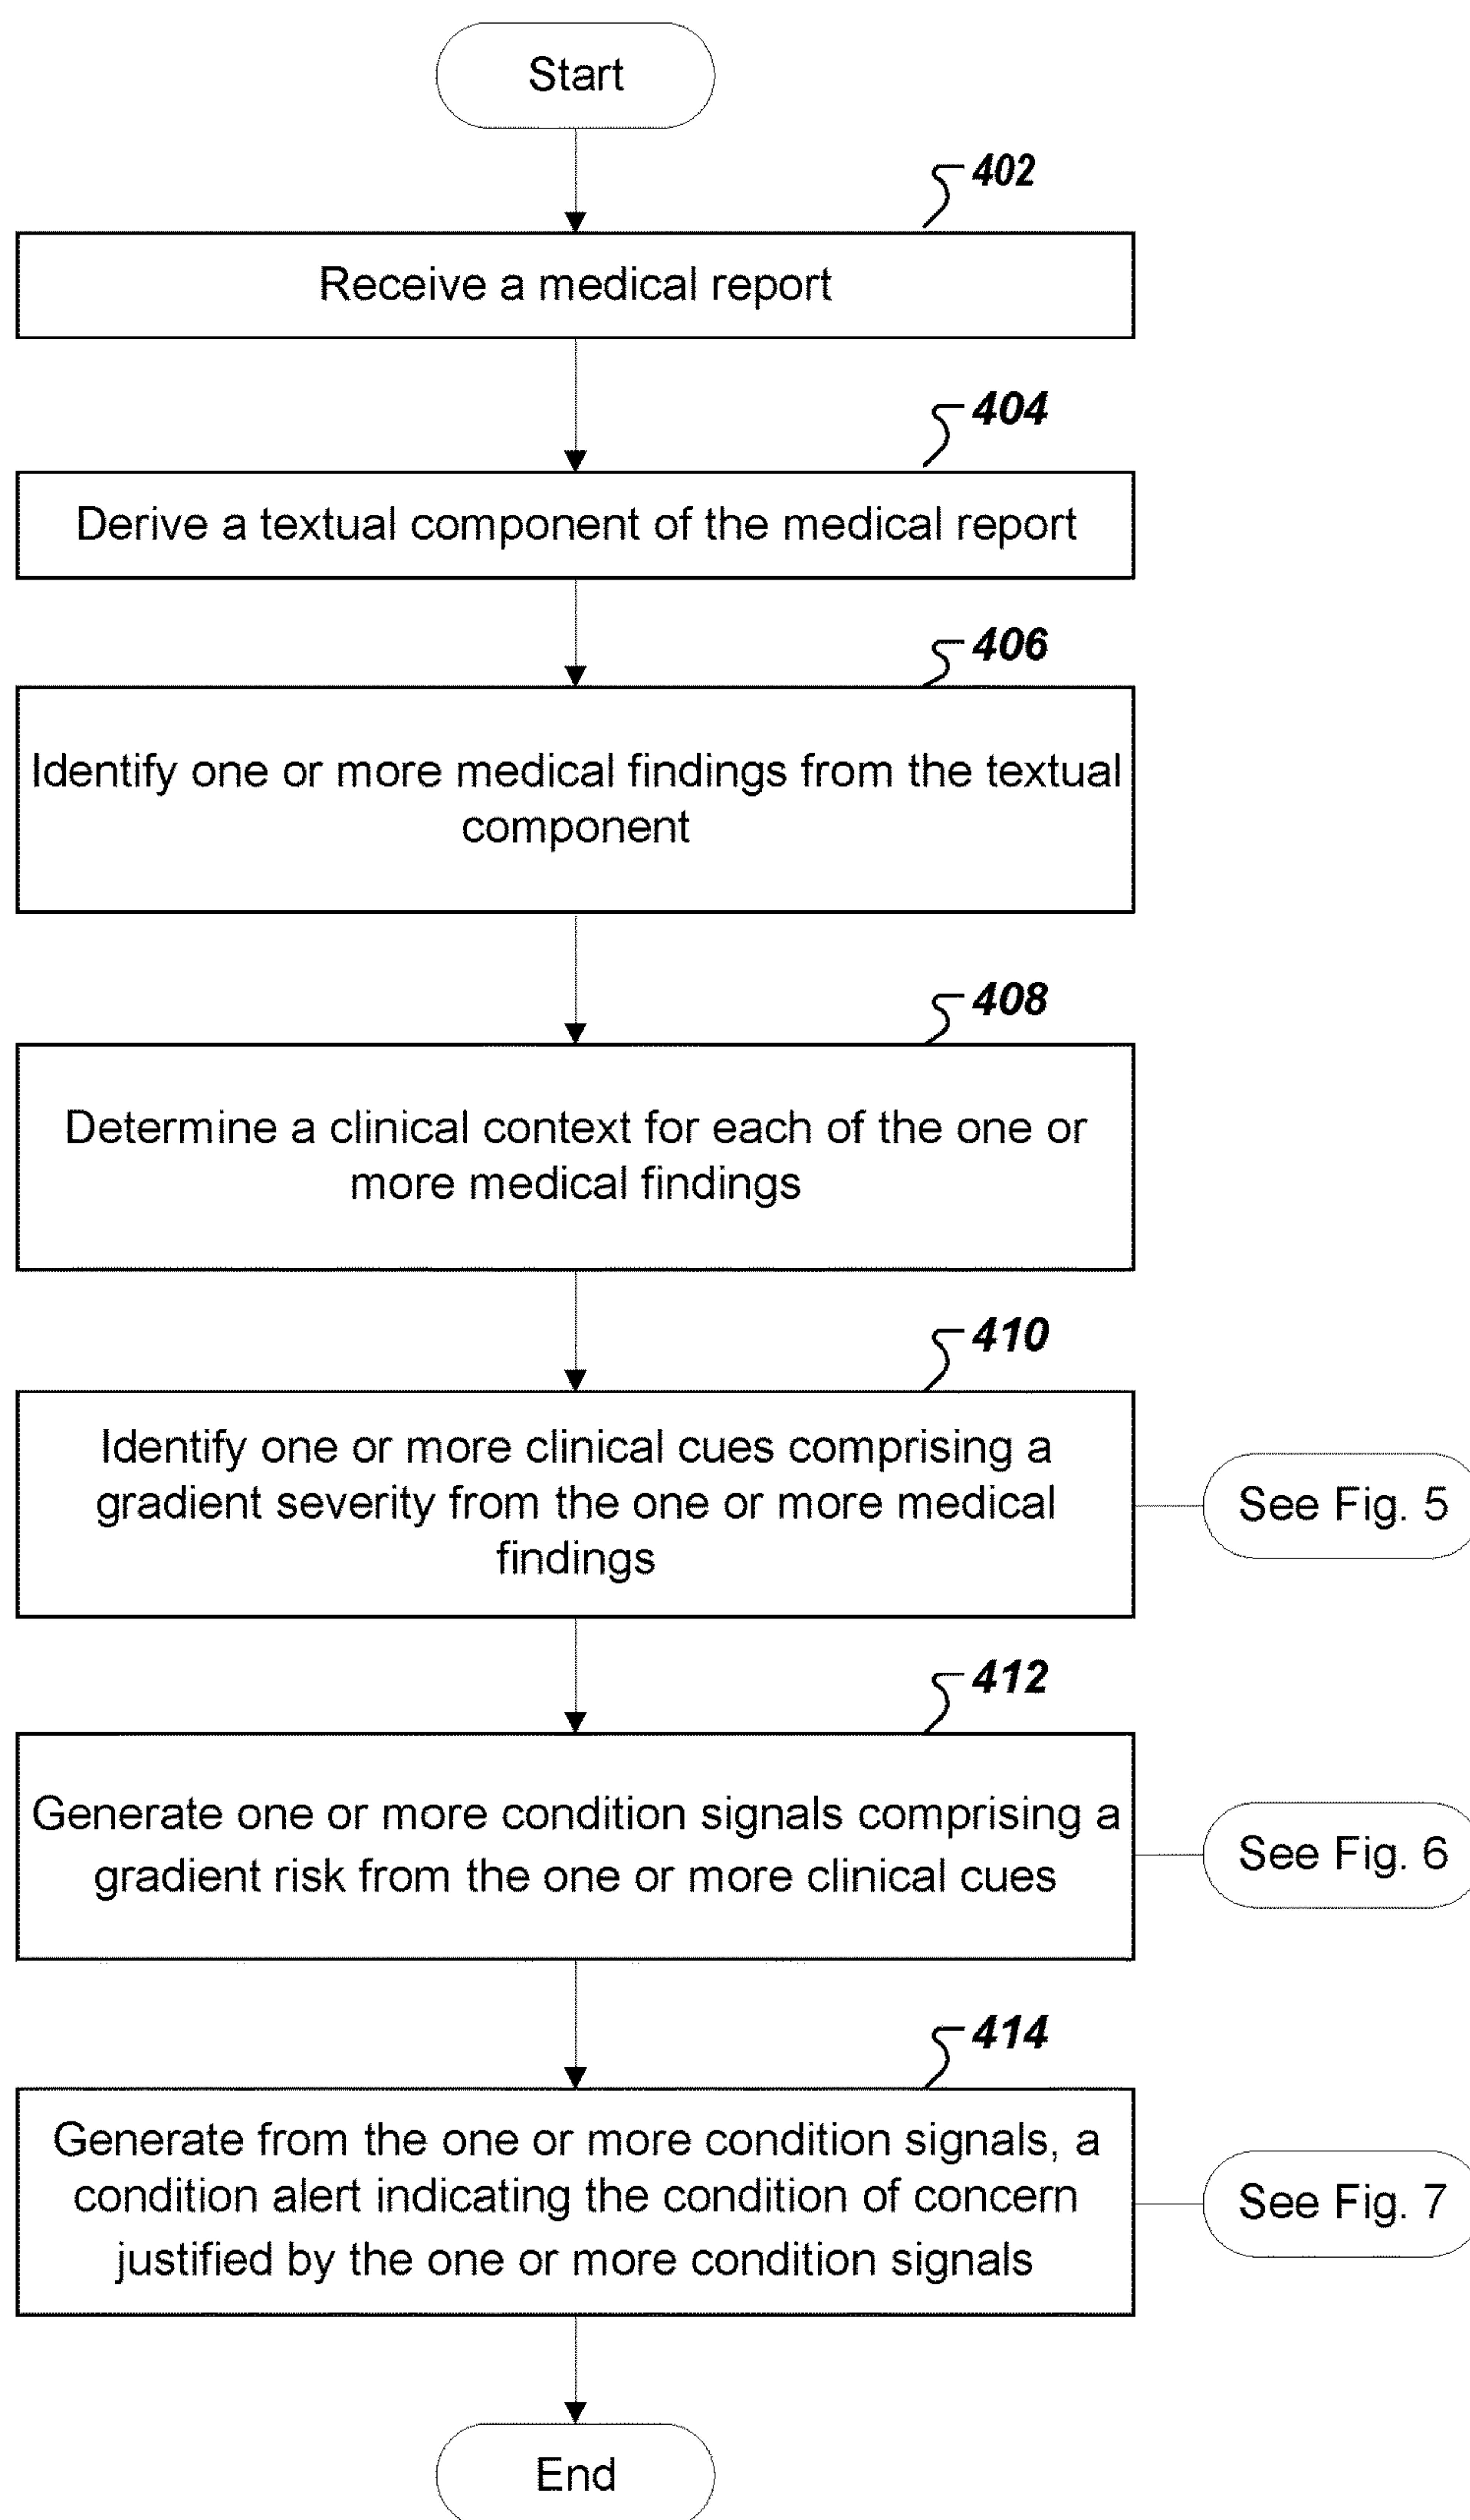 Start
402
Receive a medical report
404
Derive a textual component of the medical report
406
Identify one or more medical findings from the textual
component
408
Determine a clinical context for each of the one or
more medical findings
410
Identify one or more clinical cues comprising a
gradient severity from the one or more medical
findings
See Fig. 5
412
Generate one or more condition signals comprising a
gradient risk from the one or more clinical cues
See Fig. 6
414
Generate from the one or more condition signals, a
condition alert indicating the condition of concern
justified by the one or more condition signals
See Fig. 7
End